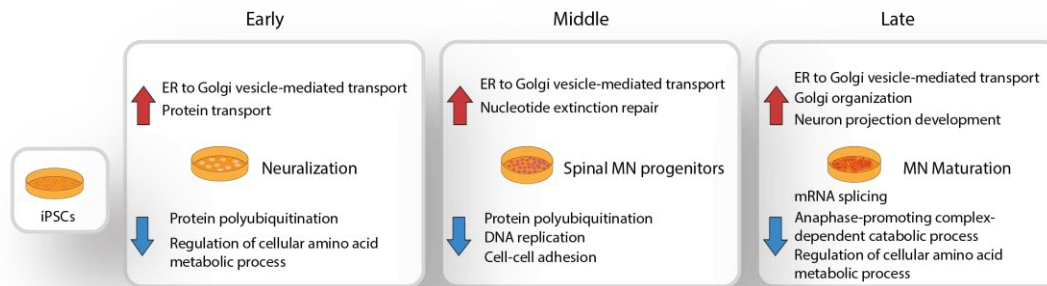 Early
ER to Golgi vesicle-mediated transport
Protein transport
Neuralization
Protein polyubiquitination
Regulation of cellular amino acid
metabolic process
Middle
ER to Golgi vesicle-mediated transport
Nucleotide extinction repair
Spinal MN progenitors
Protein polyubiquitination
DNA replication
Cell-cell adhesion
Late
ER to Golgi vesicle-mediated transport
Golgi organization
Neuron projection development
MN Maturation
mRNA splicing
Anaphase-promoting complex-
dependent catabolic process
Regulation of cellular amino acid
metabolic process
iPSCs